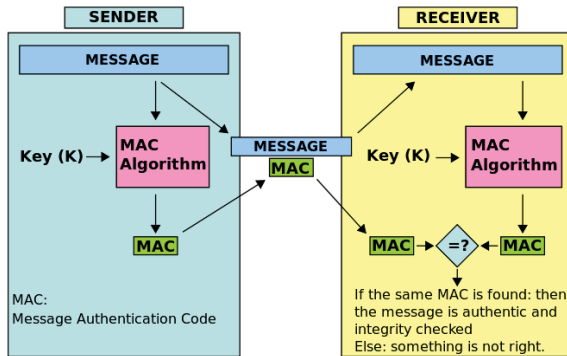 SENDER
MESSAGE
Key (K)
MAC
Algorithm
MAC
MAC:
Message Authentication Code
MESSAGE
MAC
RECEIVER
MESSAGE
Key (K)
MAC
Algorithm
MAC
=?
MAC
If the same MAC is found: then
the message is authentic and
integrity checked
Else: something is not right.